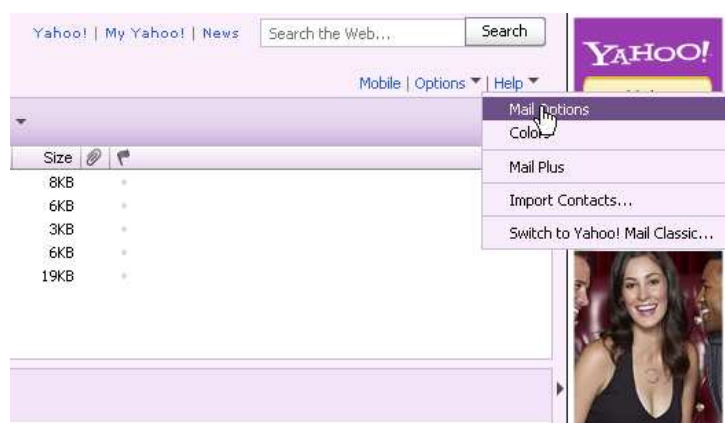 Yahoo! | My Yahoo! | News
Search the Web...
Search
YAHOO!
Mobile | Options | Help
Mail Options
Colors
Size
Mail Plus
8KB
6KB
Import Contacts...
3KB
Switch to Yahoo! Mail Classic...
6KB
19KB